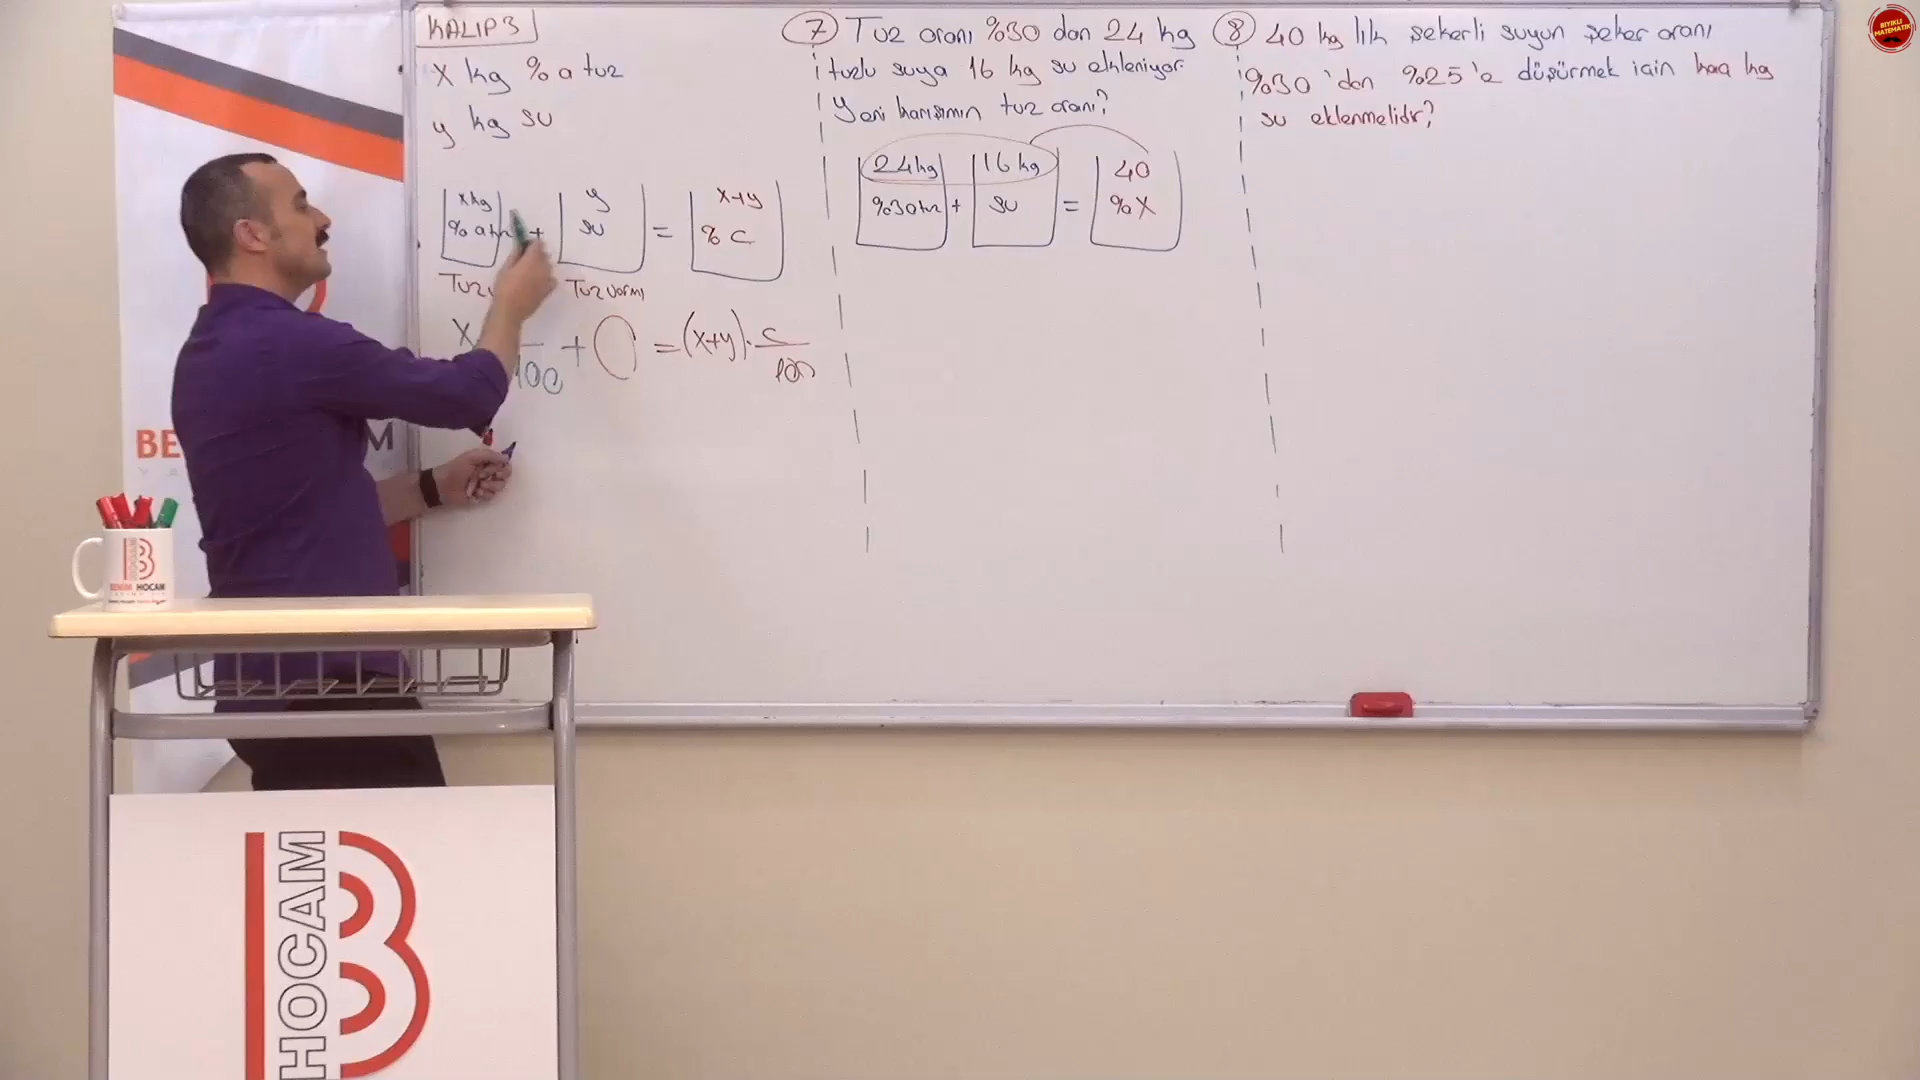 KALIP 3
x kg % a tuz
y kg su
x kg
% a tuz
+
y
su
=
x+y
% c
Tuz var mı
x
100
+ 0 = (x+y) . c
100
7 Tuz oranı %30 dan 24 kg
tuzlu suya 16 kg su ekleniyor
Yeni karışımın tuz oranı?
24 kg
%30 tuz
+
16 kg
su
=
40
% x
8 40 kg lık şekerli suyun şeker oranı
%30 'dan %25 'e düşürmek için kaç kg
su eklenmelidir?
BIYIKLI
MATEMATİK
BE
M
BENİM HOCAM
HOCAM